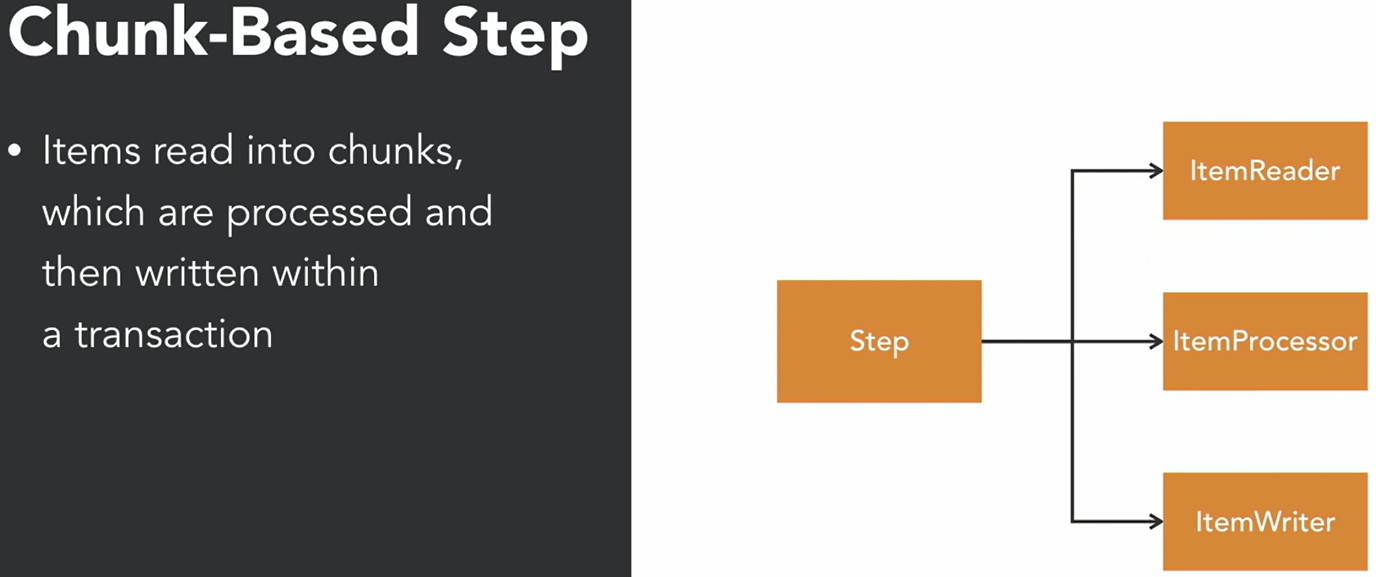 Chunk-Based Step
• Items read into chunks,
which are processed and
then written within
a transaction
Step
ItemReader
ItemProcessor
ItemWriter